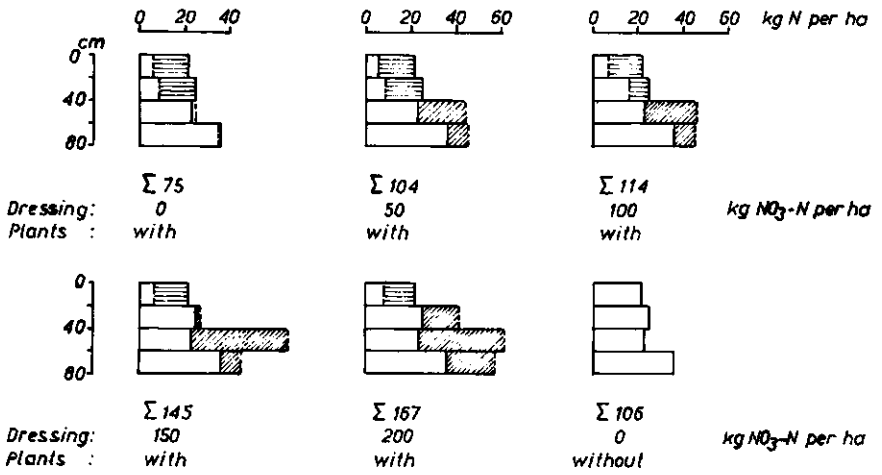 0 20 40 0 20 40 60 0 20 40 60 kg N per ha
cm
0
40
80
Σ 75 Σ 104 Σ 114
Dressing: 0 50 100 kg NO3-N per ha
Plants : with with with
0
40
80
Σ 145 Σ 167 Σ 106
Dressing: 150 200 0 kg NO3-N per ha
Plants : with with without